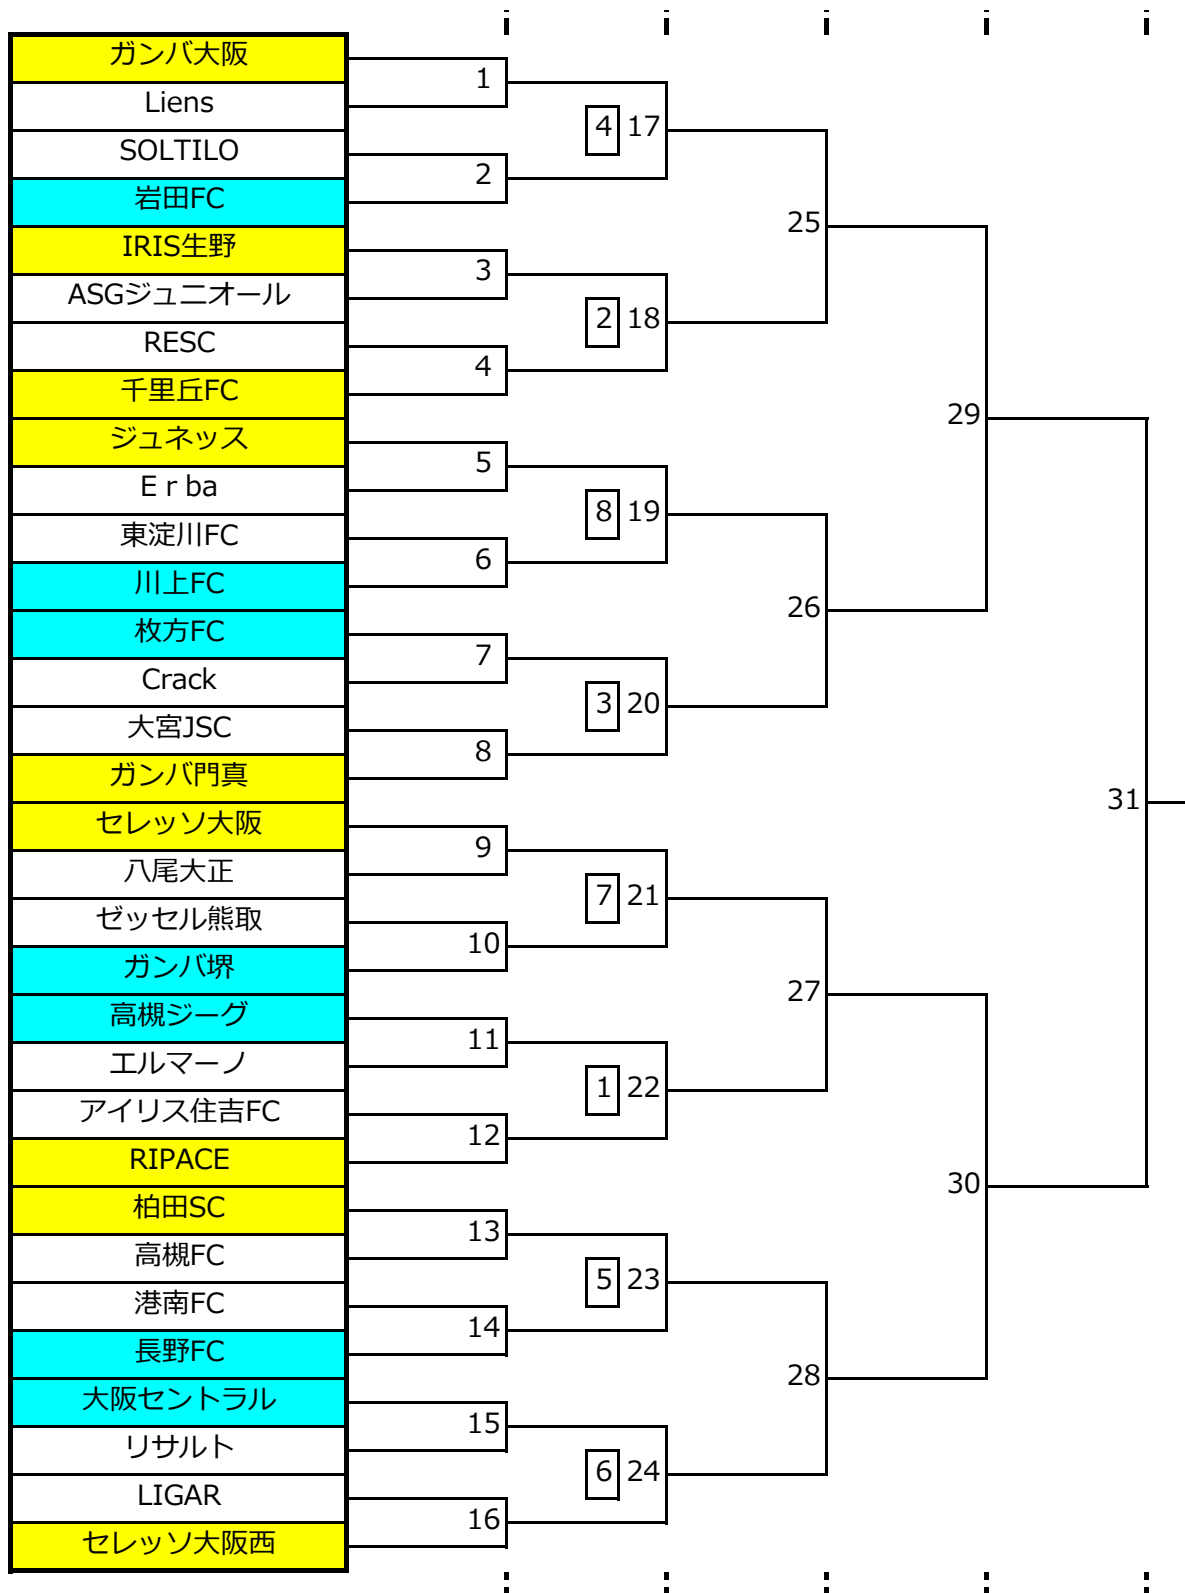 ガンバ大阪
Liens
1
4 17
SOLTILO
2
岩田FC
25
IRIS生野
3
ASGジュニオール
2 18
RESC
4
千里丘FC
29
ジュネッス
5
E r ba
8 19
東淀川FC
6
川上FC
26
枚方FC
7
Crack
3 20
大宮JSC
8
ガンバ門真
31
セレッソ大阪
9
八尾大正
7 21
ゼッセル熊取
10
ガンバ堺
27
高槻ジーグ
11
エルマーノ
1 22
アイリス住吉FC
12
RIPACE
30
柏田SC
13
高槻FC
5 23
港南FC
14
長野FC
28
大阪セントラル
15
リサルト
6 24
LIGAR
16
セレッソ大阪西